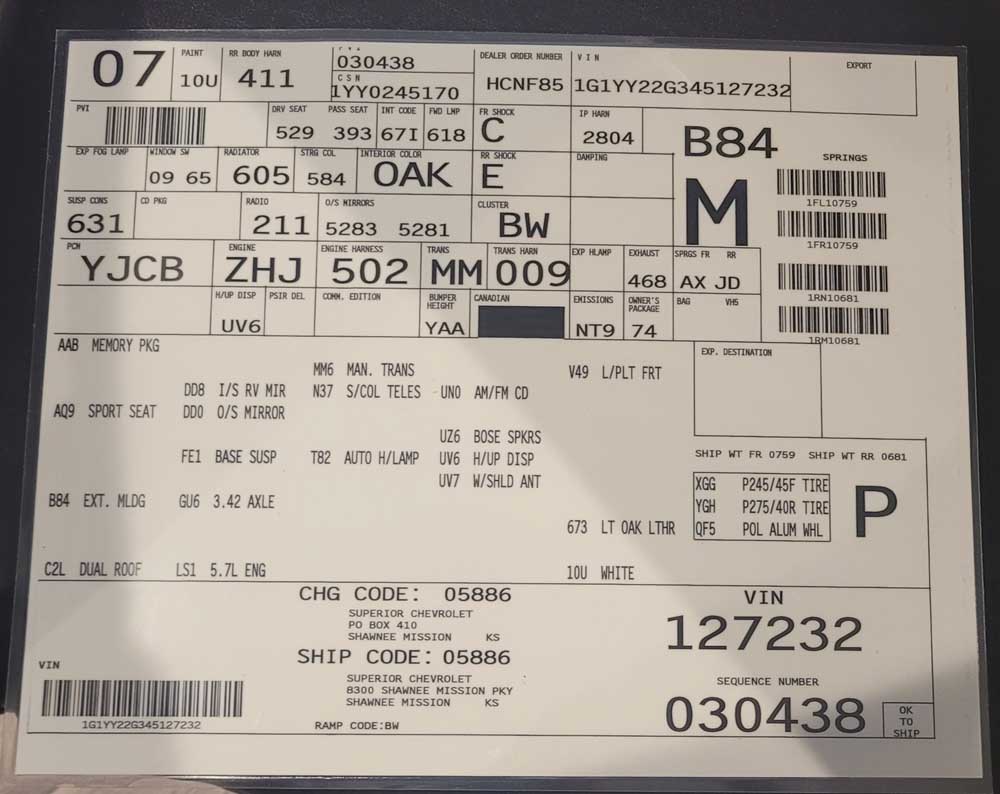 07 PAINT 10U RR BODY HARN 411 030438 DEALER ORDER NUMBER HCNF85 VIN 1G1YY22G345127232 EXPORT
CSN 1YY0245170
PVI DRV SEAT 529 PASS SEAT 393 INT CODE 67I FWD LMP 618 FR SHOCK C IP HARN 2804 B84
SPRINGS
EXP FOG LAMP WINDOW SW 09 65 RADIATOR 605 STRG COL 584 INTERIOR COLOR OAK RR SHOCK E DAMPING M
1FL10759
SUSP CONS 631 CD PKG RADIO 211 O/S MIRRORS 5283 5281 CLUSTER BW
1FR10759
PCM YJCB ENGINE ZHJ ENGINE HARNESS 502 TRANS MM TRANS HARN 009 EXP HLAMP EXHAUST 468 SPRGS FR RR AX JD
1RN10681
H/UP DISP UV6 PSIR DEL COMM. EDITION BUMPER HEIGHT YAA CANADIAN EMISSIONS NT9 OWNER'S PACKAGE 74 BAG VH5
1RM10681
AAB MEMORY PKG
EXP. DESTINATION
MM6 MAN. TRANS V49 L/PLT FRT
DD8 I/S RV MIR N37 S/COL TELES UN0 AM/FM CD
AQ9 SPORT SEAT DD0 O/S MIRROR
UZ6 BOSE SPKRS
FE1 BASE SUSP T82 AUTO H/LAMP UV6 H/UP DISP
SHIP WT FR 0759 SHIP WT RR 0681
UV7 W/SHLD ANT
XGG P245/45F TIRE
B84 EXT. MLDG GU6 3.42 AXLE
YGH P275/40R TIRE
P
673 LT OAK LTHR
QF5 POL ALUM WHL
C2L DUAL ROOF LS1 5.7L ENG 10U WHITE
CHG CODE: 05886
SUPERIOR CHEVROLET
PO BOX 410
SHAWNEE MISSION KS
SHIP CODE: 05886
SUPERIOR CHEVROLET
8300 SHAWNEE MISSION PKY
SHAWNEE MISSION KS
RAMP CODE:BW
VIN
1G1YY22G345127232
VIN
127232
SEQUENCE NUMBER
030438
OK
TO
SHIP